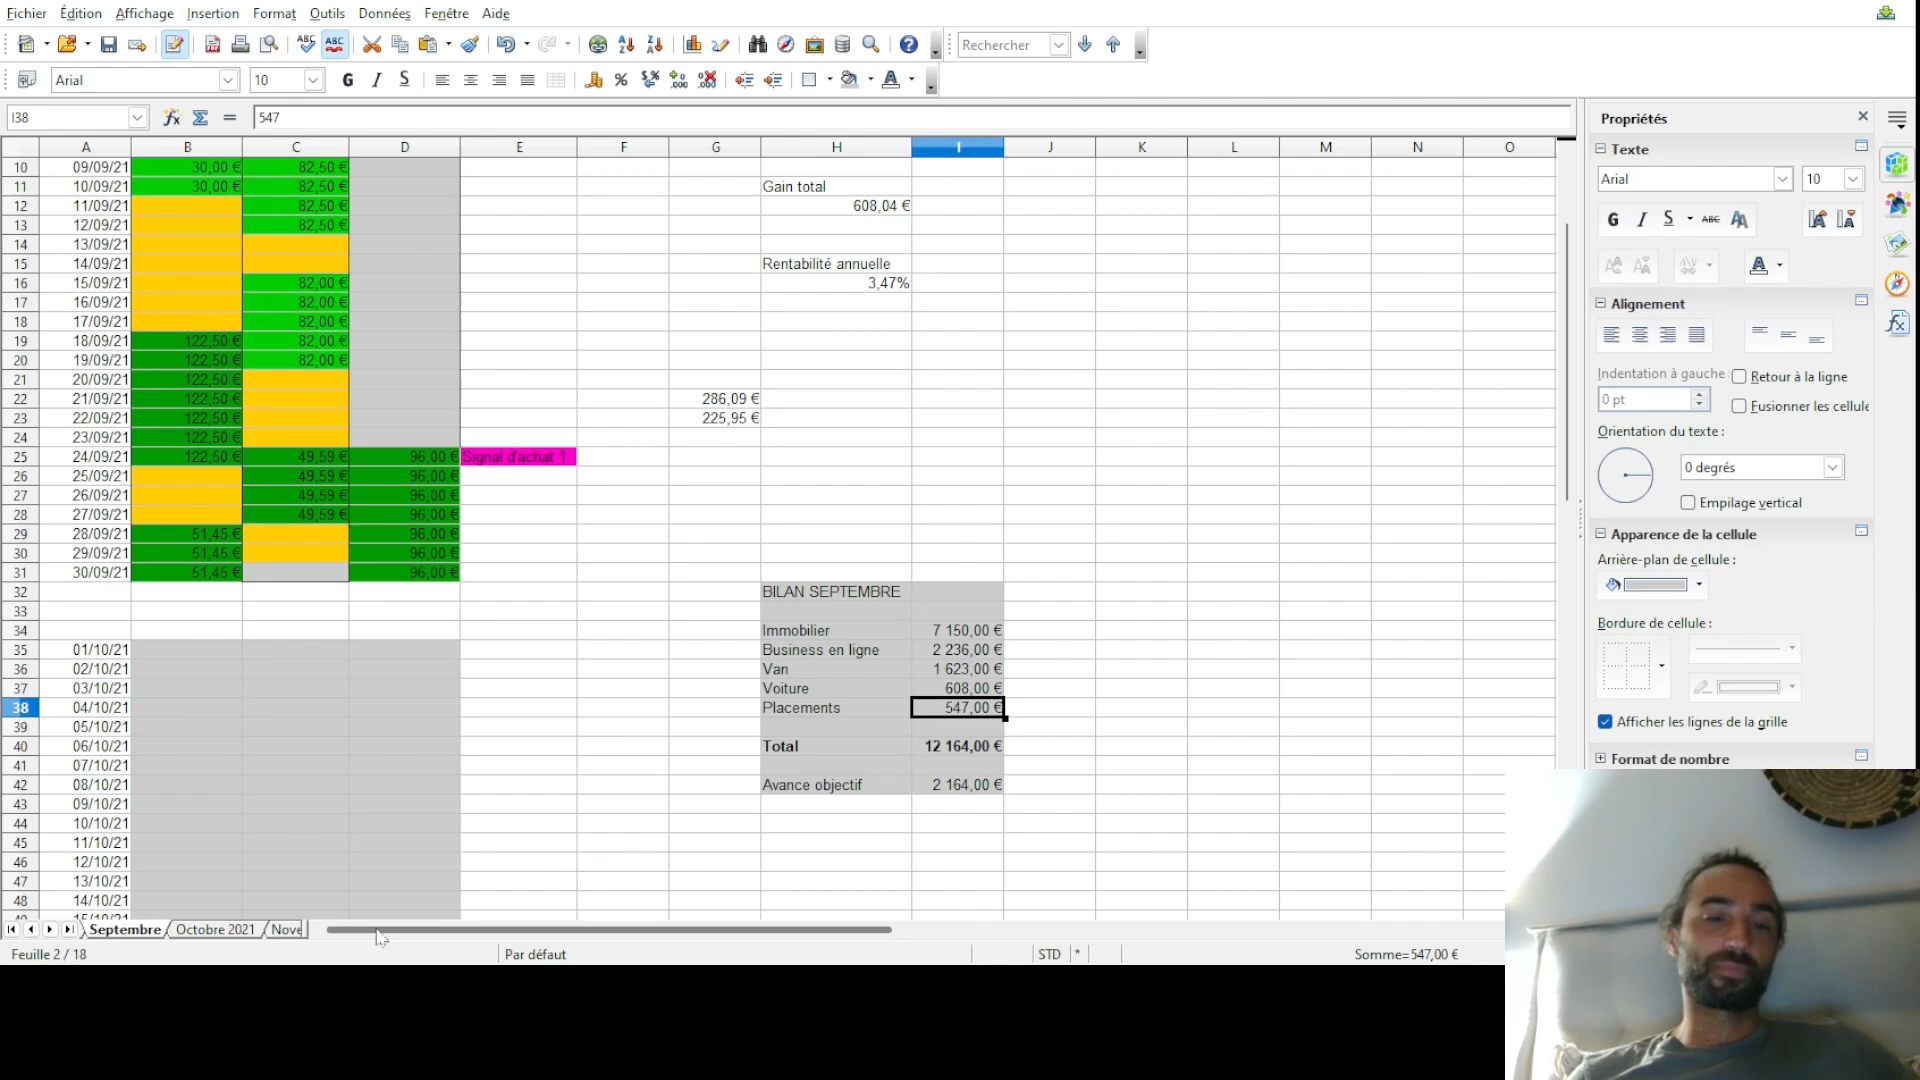 Fichier Édition Affichage Insertion Format Outils Données Fenêtre Aide
Rechercher
Arial 10 G I S
I38 547
Propriétés
A B C D E F G H I J K L M N O
Texte
Arial 10
G I S ABC
Alignement
Indentation à gauche Retour à la ligne
0 pt Fusionner les cellule
Orientation du texte :
0 degrés
Empilage vertical
Apparence de la cellule
Arrière-plan de cellule :
Bordure de cellule :
Afficher les lignes de la grille
Format de nombre
10 09/09/21 30,00 € 82,50 €
11 10/09/21 30,00 € 82,50 € Gain total
12 11/09/21 82,50 € 608,04 €
13 12/09/21 82,50 €
14 13/09/21
15 14/09/21 Rentabilité annuelle
16 15/09/21 82,00 € 3,47%
17 16/09/21 82,00 €
18 17/09/21 82,00 €
19 18/09/21 122,50 € 82,00 €
20 19/09/21 122,50 € 82,00 €
21 20/09/21 122,50 €
22 21/09/21 122,50 € 286,09 €
23 22/09/21 122,50 € 225,95 €
24 23/09/21 122,50 €
25 24/09/21 122,50 € 49,59 € 96,00 € Signal d'achat 1
26 25/09/21 49,59 € 96,00 €
27 26/09/21 49,59 € 96,00 €
28 27/09/21 49,59 € 96,00 €
29 28/09/21 51,45 € 96,00 €
30 29/09/21 51,45 € 96,00 €
31 30/09/21 51,45 € 96,00 €
32 BILAN SEPTEMBRE
33
34 Immobilier 7 150,00 €
35 01/10/21 Business en ligne 2 236,00 €
36 02/10/21 Van 1 623,00 €
37 03/10/21 Voiture 608,00 €
38 04/10/21 Placements 547,00 €
39 05/10/21
40 06/10/21 Total 12 164,00 €
41 07/10/21
42 08/10/21 Avance objectif 2 164,00 €
43 09/10/21
44 10/10/21
45 11/10/21
46 12/10/21
47 13/10/21
48 14/10/21
49 15/10/21
Septembre Octobre 2021 Nove
Feuille 2 / 18 Par défaut STD * Somme=547,00 €